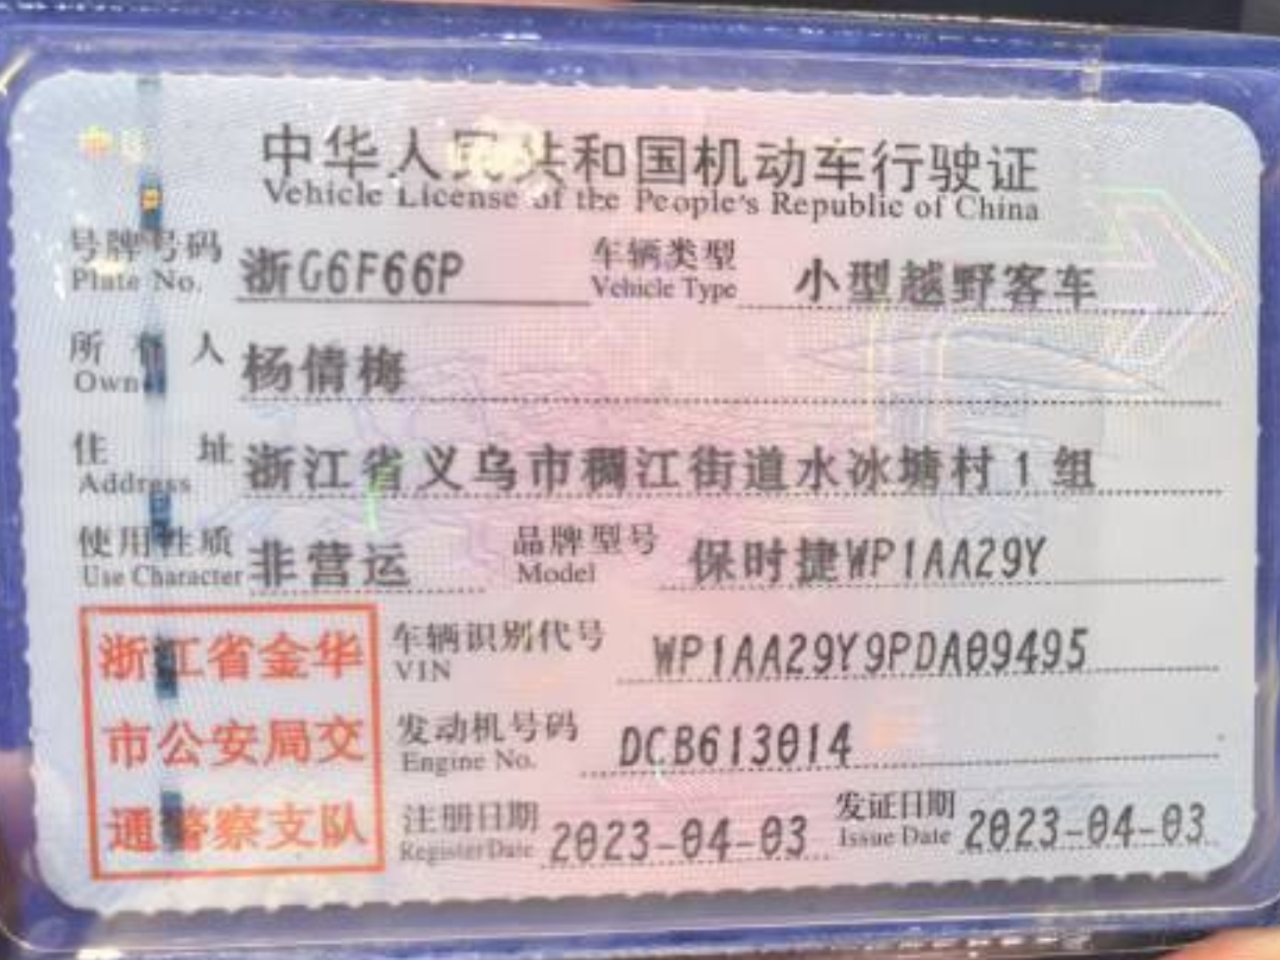 中华人民共和国机动车行驶证
Vehicle License of the People's Republic of China
号牌号码 浙G6F66P 车辆类型 小型越野客车
Plate No. Vehicle Type
所有人 杨倩梅
Owner
住址 浙江省义乌市稠江街道水冰塘村1组
Address
使用性质 非营运 品牌型号 保时捷WP1AA29Y
Use Character Model
浙江省金华
市公安局交
通警察支队
车辆识别代号 WP1AA29Y9PDA09495
VIN
发动机号码 DCB613014
Engine No.
注册日期 2023-04-03 发证日期 2023-04-03
Register Date Issue Date